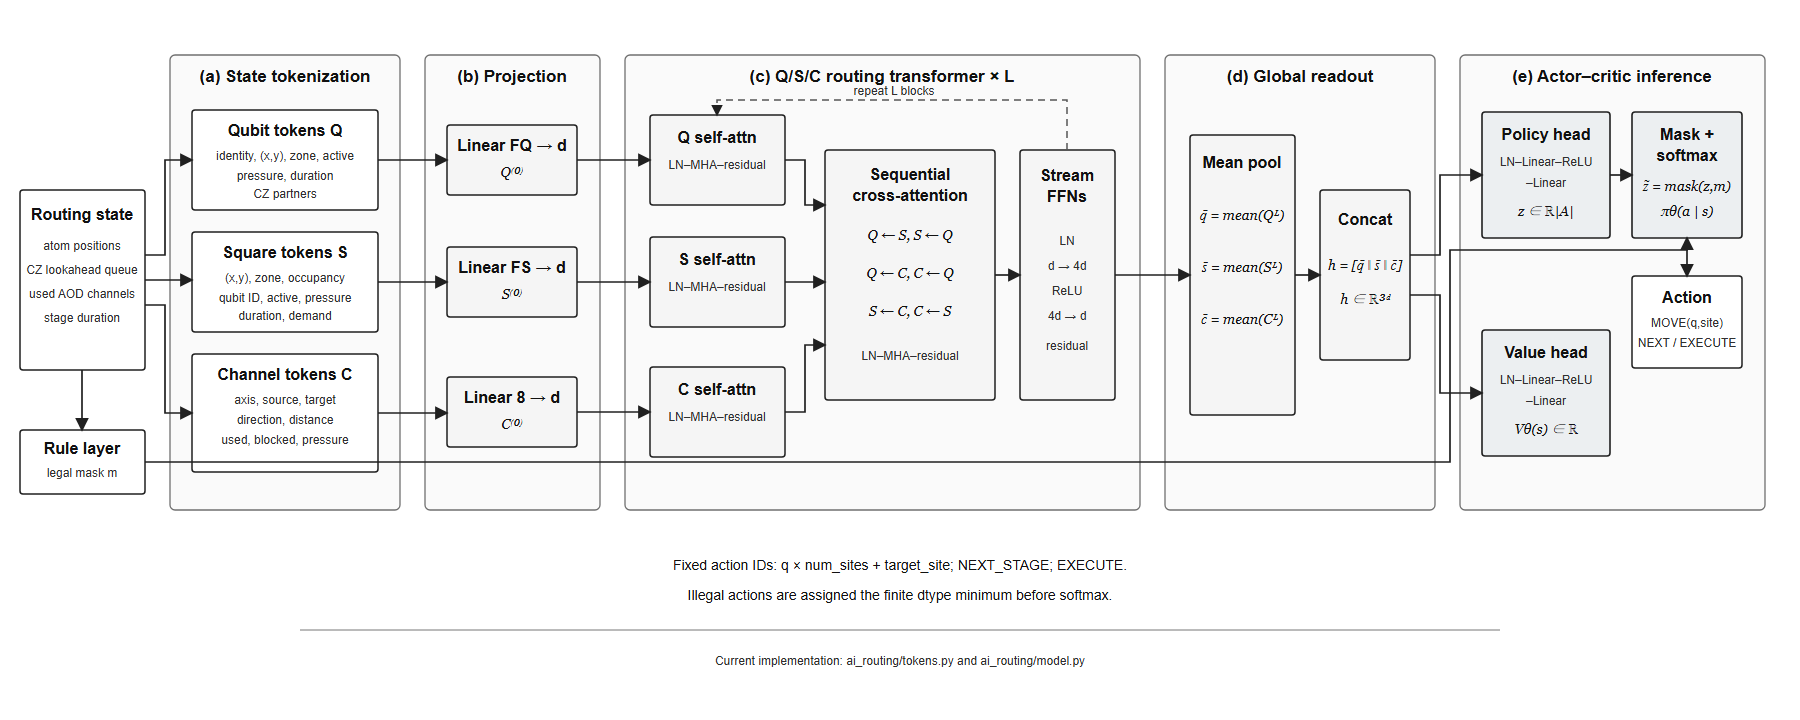 Routing state
atom positions
CZ lookahead queue
used AOD channels
stage duration
Rule layer
legal mask m
(a) State tokenization
Qubit tokens Q
identity, (x,y), zone, active
pressure, duration
CZ partners
Square tokens S
(x,y), zone, occupancy
qubit ID, active, pressure
duration, demand
Channel tokens C
axis, source, target
direction, distance
used, blocked, pressure
(b) Projection
Linear FQ → d
Q⁽⁰⁾
Linear FS → d
S⁽⁰⁾
Linear 8 → d
C⁽⁰⁾
(c) Q/S/C routing transformer × L
repeat L blocks
Q self-attn
LN–MHA–residual
S self-attn
LN–MHA–residual
C self-attn
LN–MHA–residual
Sequential
cross-attention
Q ← S, S ← Q
Q ← C, C ← Q
S ← C, C ← S
LN–MHA–residual
Stream
FFNs
LN
d → 4d
ReLU
4d → d
residual
(d) Global readout
Mean pool
q̄ = mean(Qᴸ)
s̄ = mean(Sᴸ)
c̄ = mean(Cᴸ)
Concat
h = [q̄ ‖ s̄ ‖ c̄]
h ∈ ℝ³ᵈ
(e) Actor–critic inference
Policy head
LN–Linear–ReLU
–Linear
z ∈ ℝ|A|
Mask +
softmax
z̃ = mask(z,m)
πθ(a | s)
Action
MOVE(q,site)
NEXT / EXECUTE
Value head
LN–Linear–ReLU
–Linear
Vθ(s) ∈ ℝ
Fixed action IDs: q × num_sites + target_site; NEXT_STAGE; EXECUTE.
Illegal actions are assigned the finite dtype minimum before softmax.
Current implementation: ai_routing/tokens.py and ai_routing/model.py